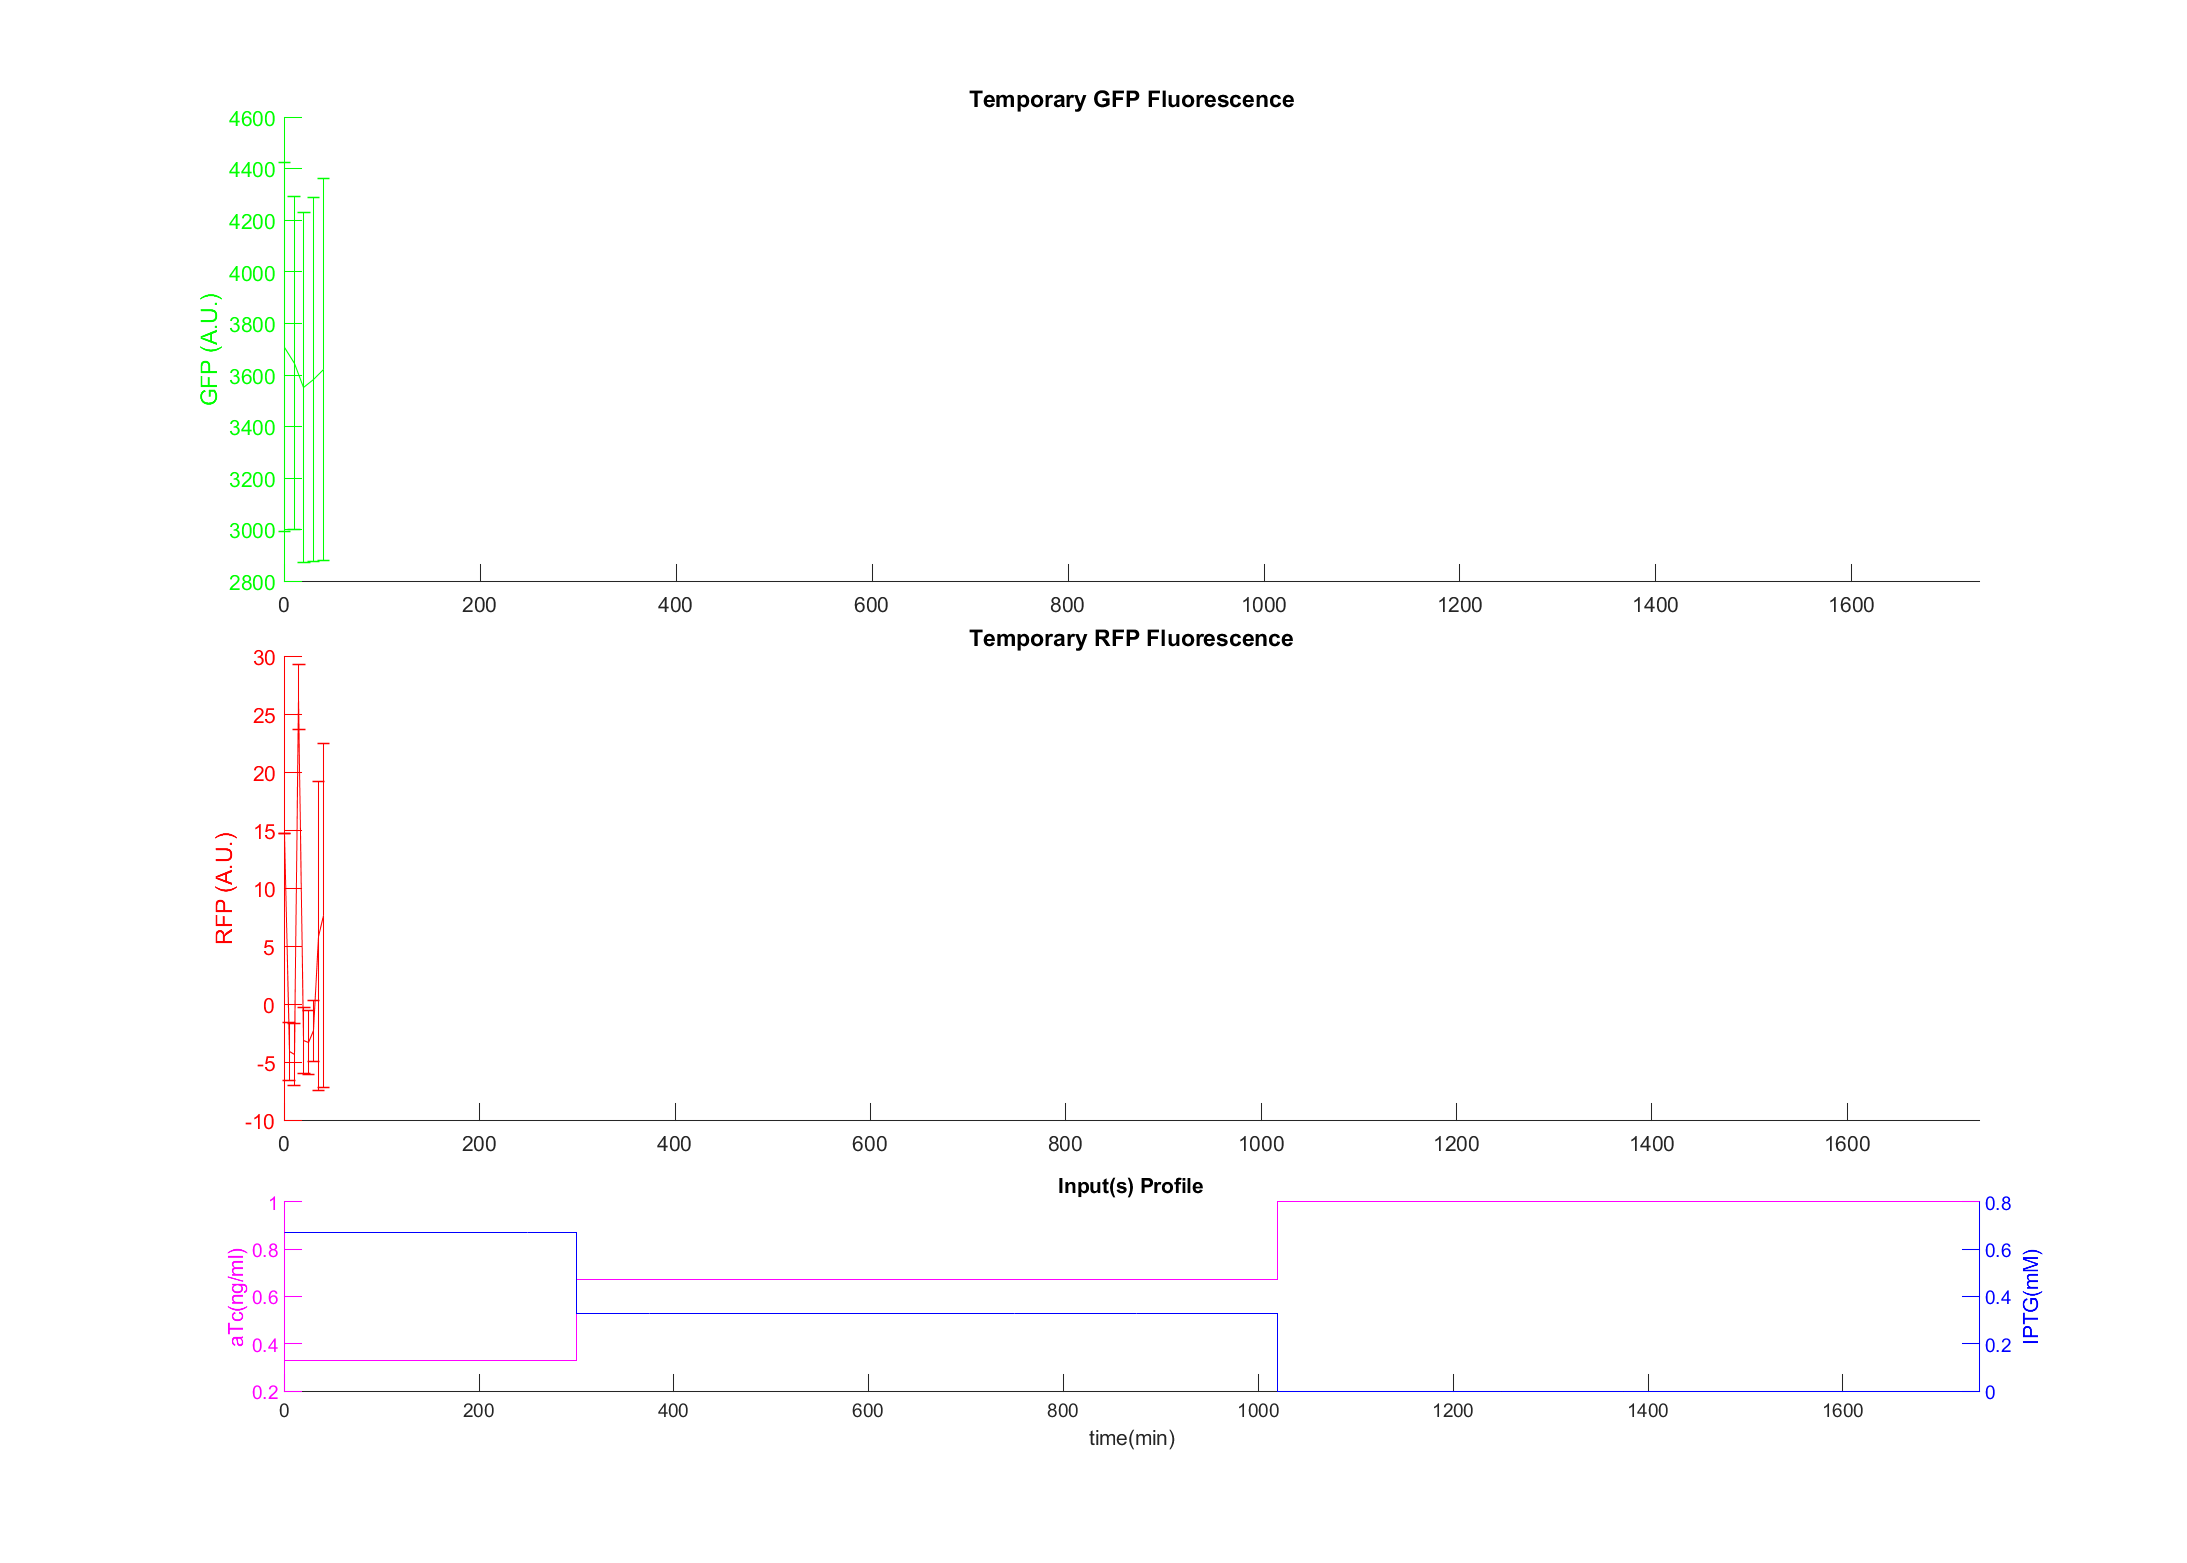 Temporary GFP Fluorescence
GFP (A.U.)
4600
4400
4200
4000
3800
3600
3400
3200
3000
2800
0 200 400 600 800 1000 1200 1400 1600
Temporary RFP Fluorescence
RFP (A.U.)
30
25
20
15
10
5
0
-5
-10
0 200 400 600 800 1000 1200 1400 1600
Input(s) Profile
aTc(ng/ml)
1
0.8
0.6
0.4
0.2
0.8
0.6
0.4
0.2
0
IPTG(mM)
0 200 400 600 800 1000 1200 1400 1600
time(min)